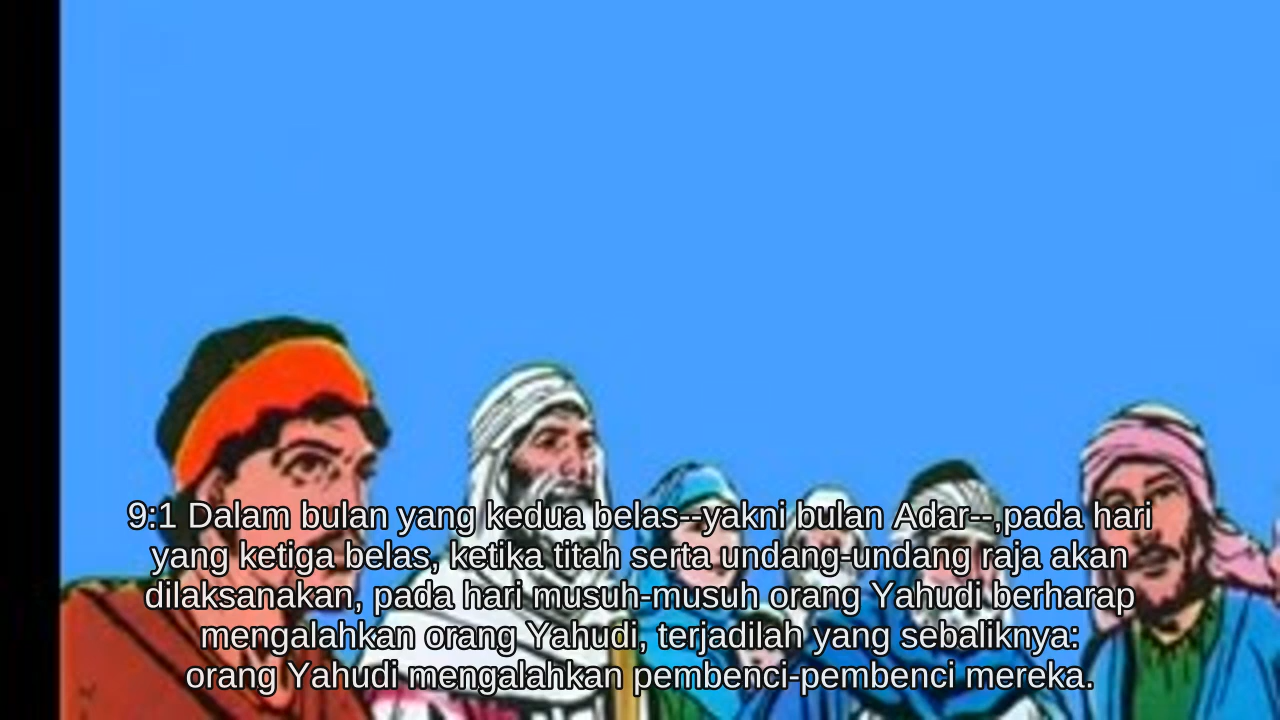 9:1 Dalam bulan yang kedua belas--yakni bulan Adar--,pada hari
yang ketiga belas, ketika titah serta undang-undang raja akan
dilaksanakan, pada hari musuh-musuh orang Yahudi berharap
mengalahkan orang Yahudi, terjadilah yang sebaliknya:
orang Yahudi mengalahkan pembenci-pembenci mereka.